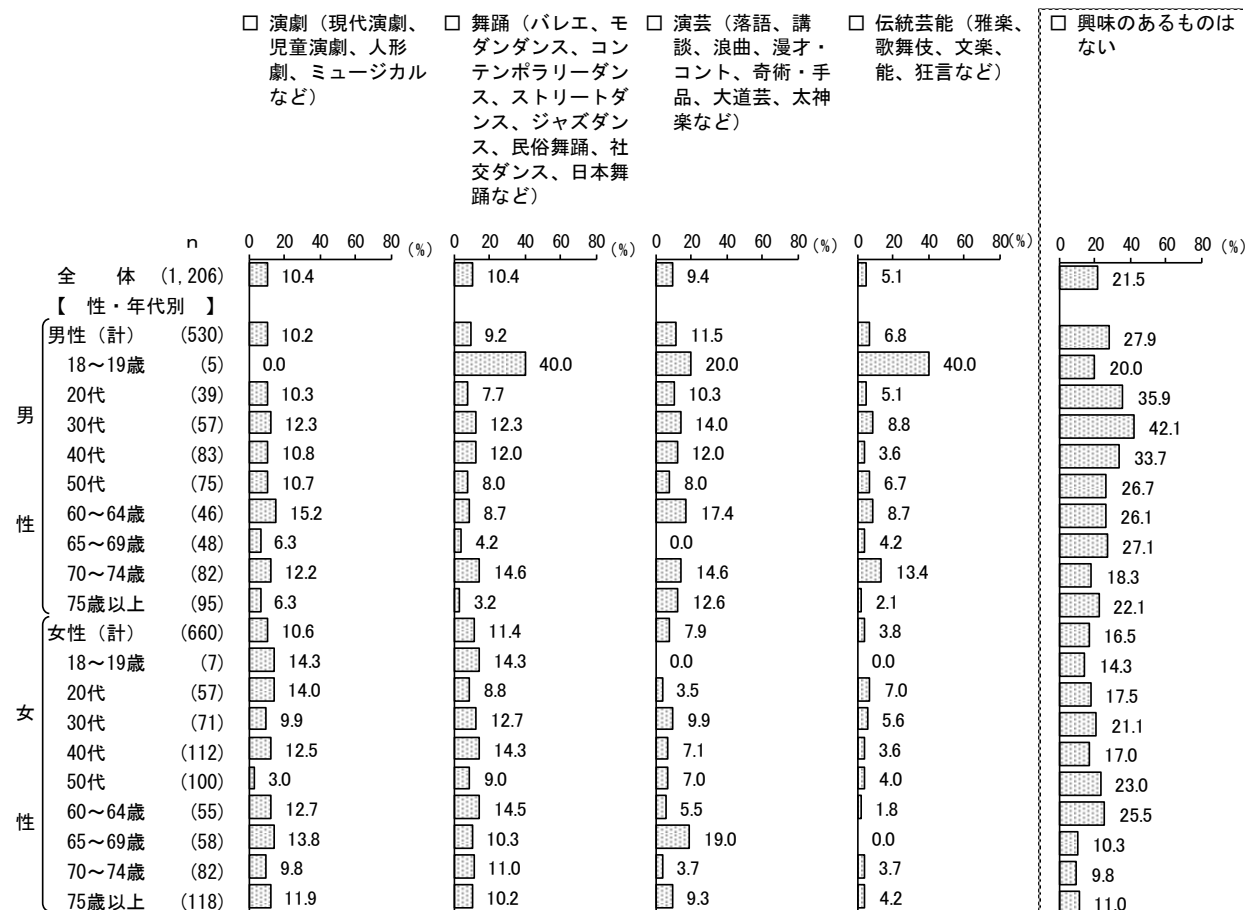 □ 演劇（現代演劇、
児童演劇、人形
劇、ミュージカル
など）
□ 舞踊（バレエ、モ
ダンダンス、コン
テンポラリーダン
ス、ストリートダ
ンス、ジャズダン
ス、民俗舞踊、社
交ダンス、日本舞
踊など）
□ 演芸（落語、講
談、浪曲、漫才・
コント、奇術・手
品、大道芸、太神
楽など）
□ 伝統芸能（雅楽、
歌舞伎、文楽、
能、狂言など）
□ 興味のあるものは
ない
n 0 20 40 60 80 (%) 0 20 40 60 80 (%) 0 20 40 60 80 (%) 0 20 40 60 80(%) 0 20 40 60 80 (%)
全 体 (1,206) 10.4 10.4 9.4 5.1 21.5
【 性・年代別 】
男性（計） (530) 10.2 9.2 11.5 6.8 27.9
18～19歳 (5) 0.0 40.0 20.0 40.0 20.0
20代 (39) 10.3 7.7 10.3 5.1 35.9
男
30代 (57) 12.3 12.3 14.0 8.8 42.1
40代 (83) 10.8 12.0 12.0 3.6 33.7
50代 (75) 10.7 8.0 8.0 6.7 26.7
性
60～64歳 (46) 15.2 8.7 17.4 8.7 26.1
65～69歳 (48) 6.3 4.2 0.0 4.2 27.1
70～74歳 (82) 12.2 14.6 14.6 13.4 18.3
75歳以上 (95) 6.3 3.2 12.6 2.1 22.1
女性（計） (660) 10.6 11.4 7.9 3.8 16.5
18～19歳 (7) 14.3 14.3 0.0 0.0 14.3
20代 (57) 14.0 8.8 3.5 7.0 17.5
女
30代 (71) 9.9 12.7 9.9 5.6 21.1
40代 (112) 12.5 14.3 7.1 3.6 17.0
50代 (100) 3.0 9.0 7.0 4.0 23.0
性
60～64歳 (55) 12.7 14.5 5.5 1.8 25.5
65～69歳 (58) 13.8 10.3 19.0 0.0 10.3
70～74歳 (82) 9.8 11.0 3.7 3.7 9.8
75歳以上 (118) 11.9 10.2 9.3 4.2 11.0